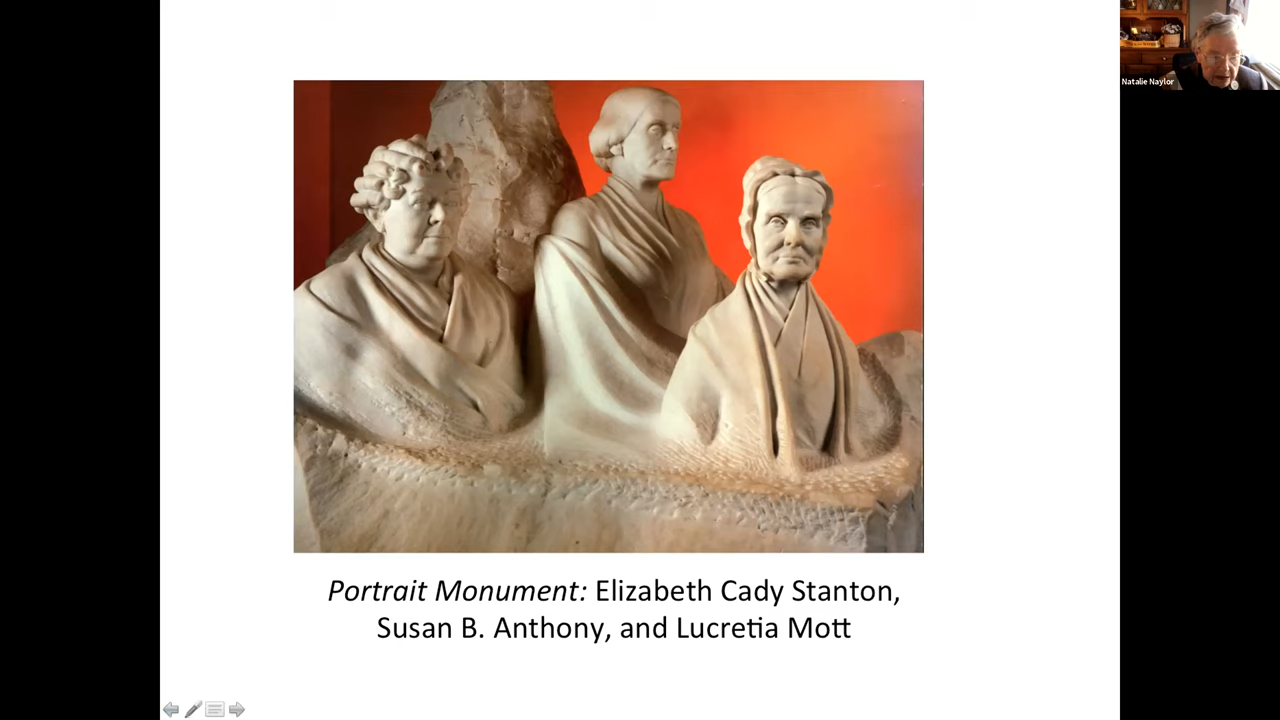 Natalie Naylor
Portrait Monument: Elizabeth Cady Stanton,
Susan B. Anthony, and Lucretia Mott